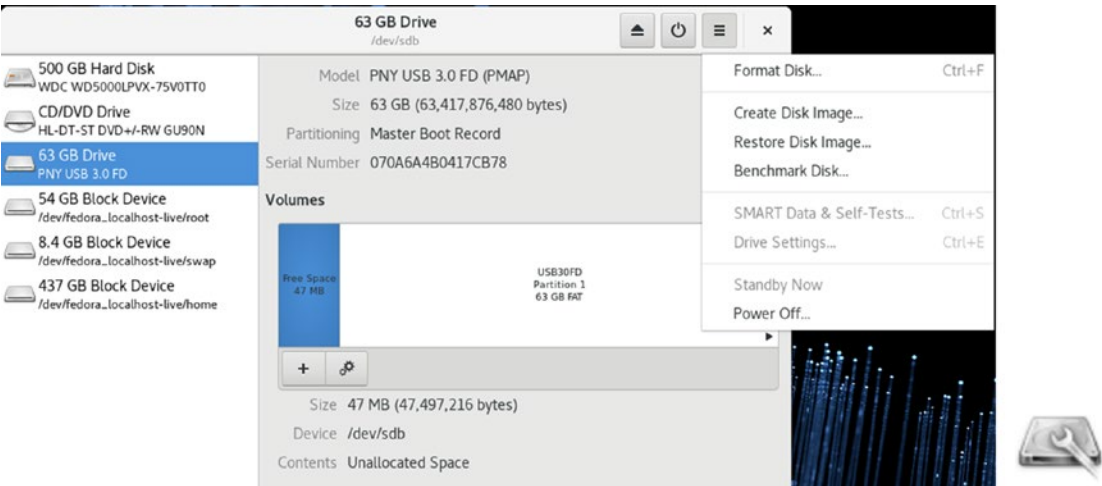 63 GB Drive
/dev/sdb
500 GB Hard Disk
WDC WD5000LPVX-75V0TT0
CD/DVD Drive
HL-DT-ST DVD+/-RW GU90N
63 GB Drive
PNY USB 3.0 FD
54 GB Block Device
/dev/fedora_localhost-live/root
8.4 GB Block Device
/dev/fedora_localhost-live/swap
437 GB Block Device
/dev/fedora_localhost-live/home
Model PNY USB 3.0 FD (PMAP)
Size 63 GB (63,417,876,480 bytes)
Partitioning Master Boot Record
Serial Number 070A6A4B0417CB78
Volumes
Free Space
47 MB
USB30FD
Partition 1
63 GB FAT
Size 47 MB (47,497,216 bytes)
Device /dev/sdb
Contents Unallocated Space
Format Disk... Ctrl+F
Create Disk Image...
Restore Disk Image...
Benchmark Disk...
SMART Data & Self-Tests... Ctrl+S
Drive Settings... Ctrl+E
Standby Now
Power Off...